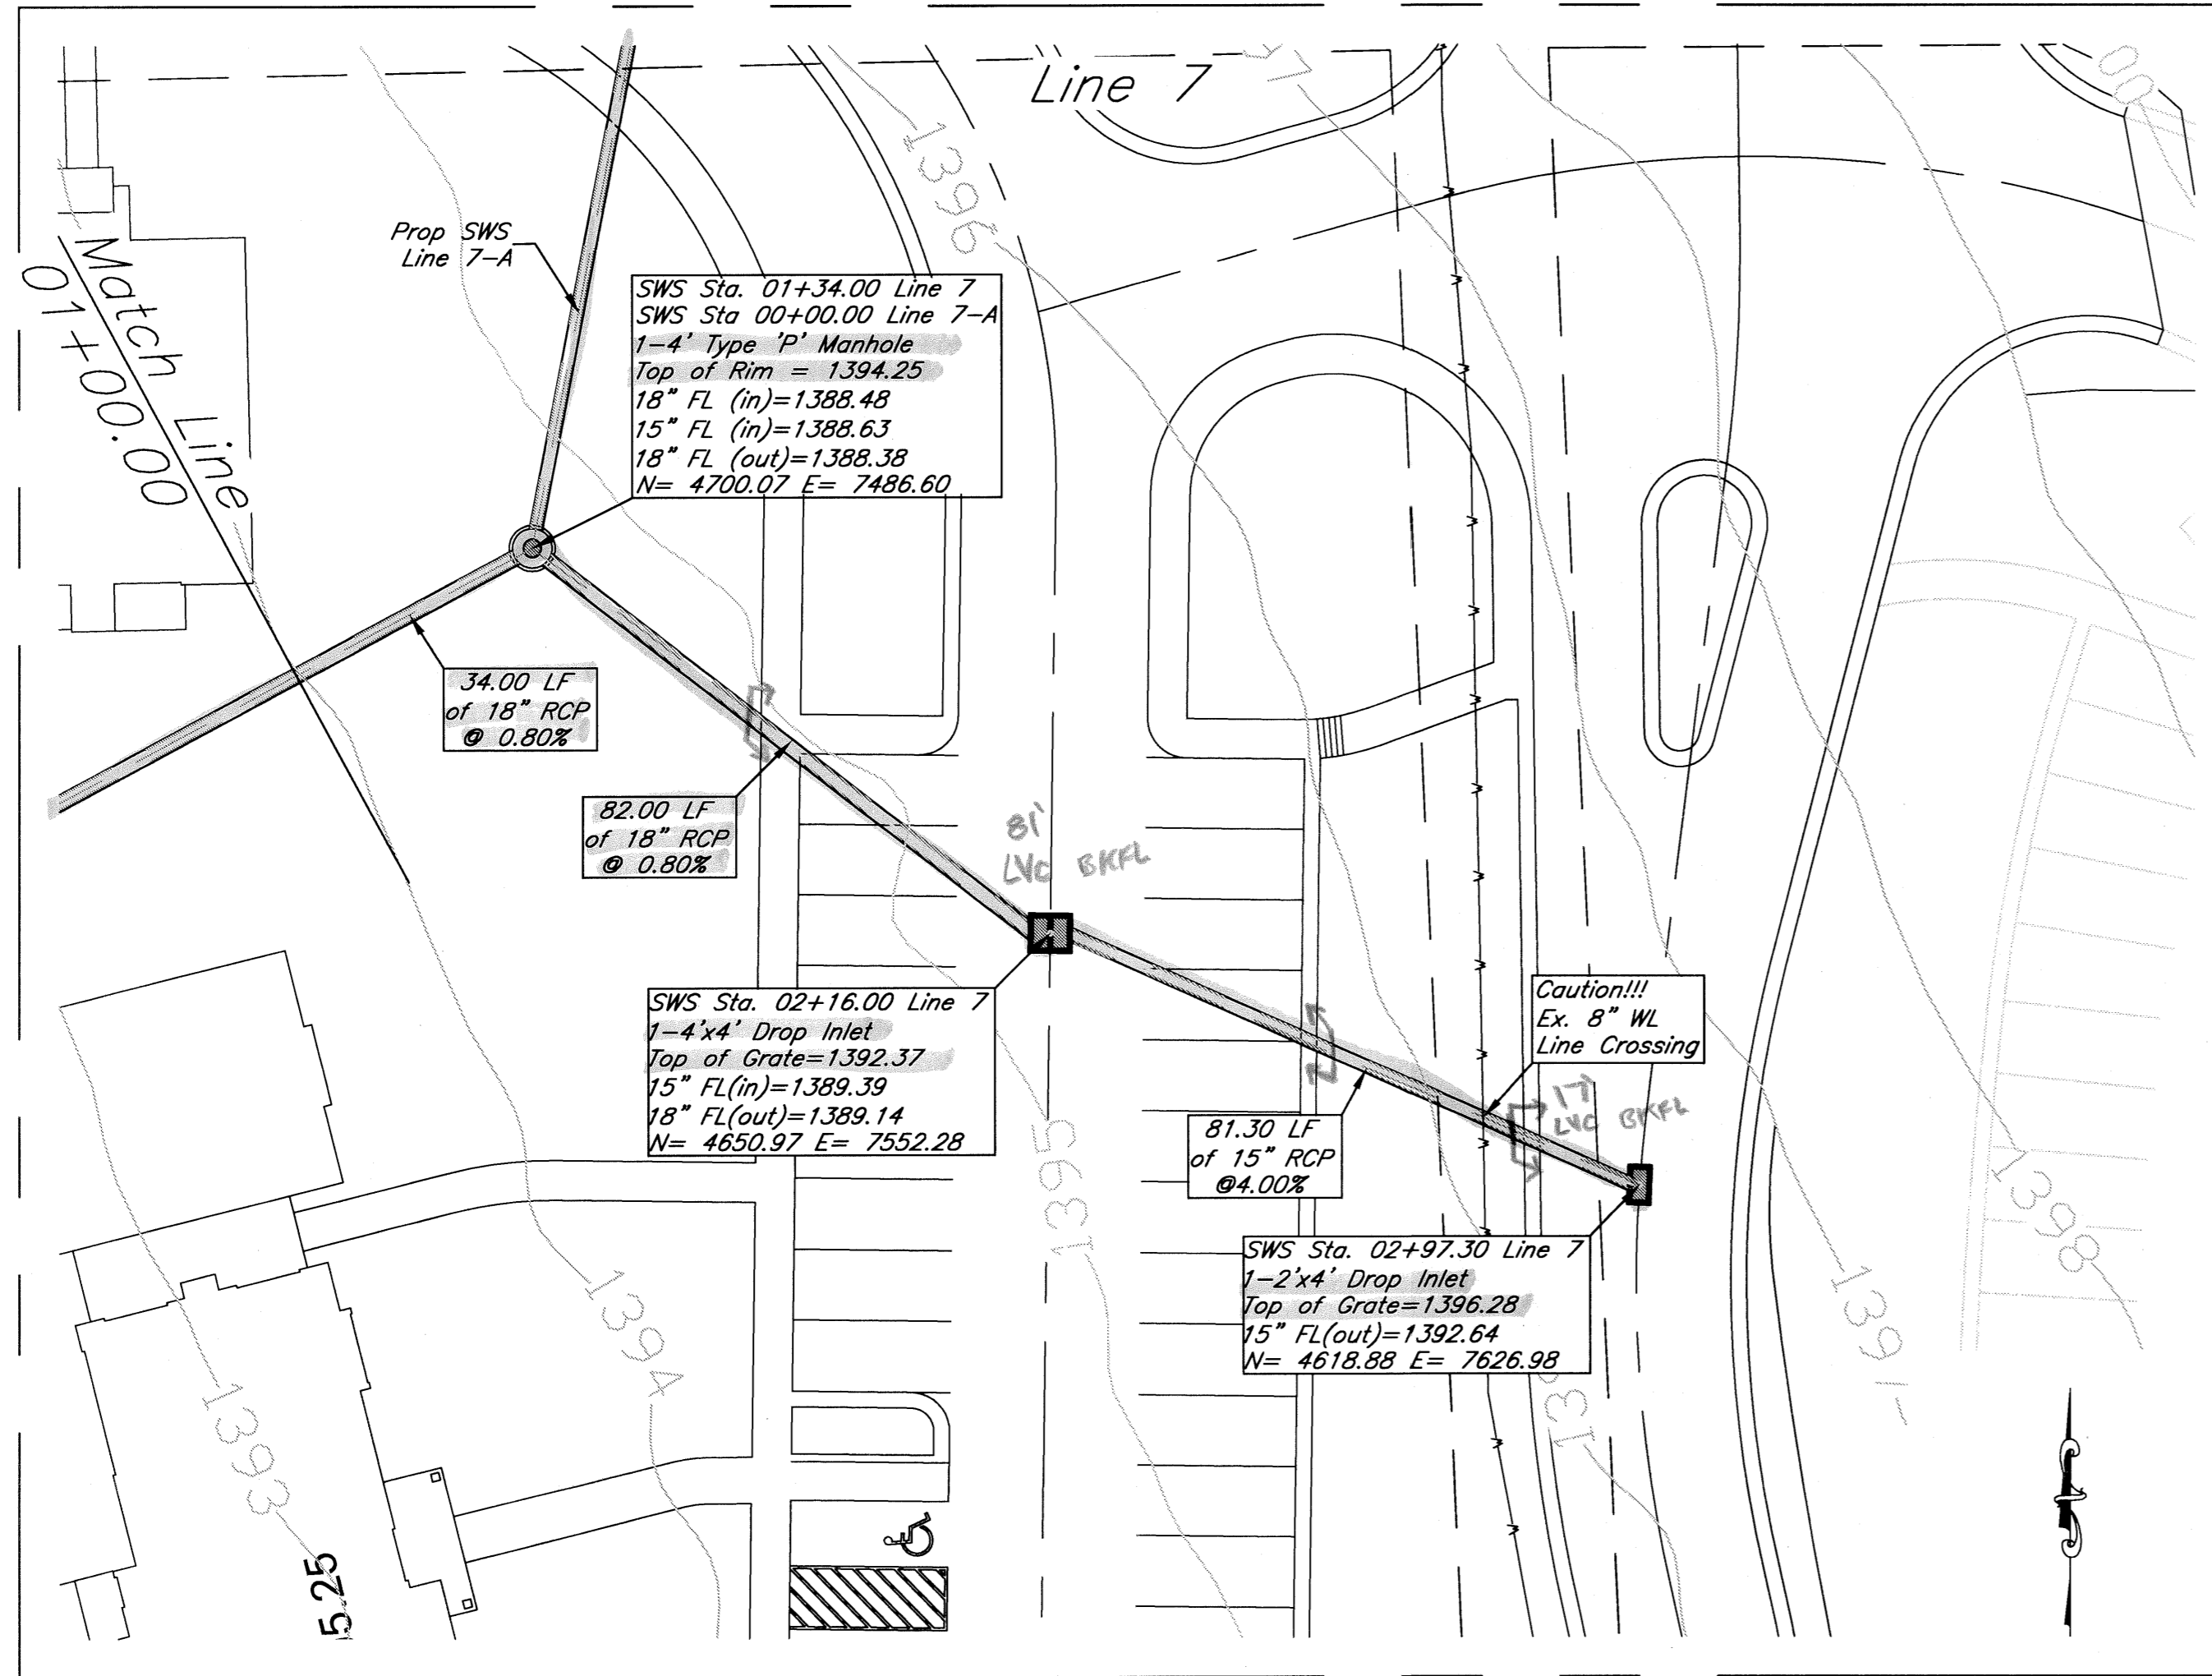 Line 7
1396
Prop SWS
Line 7-A
Match Line
01+00.00
SWS Sta. 01+34.00 Line 7
SWS Sta 00+00.00 Line 7-A
1-4' Type 'P' Manhole
Top of Rim = 1394.25
18" FL (in)=1388.48
15" FL (in)=1388.63
18" FL (out)=1388.38
N= 4700.07 E= 7486.60
34.00 LF
of 18" RCP
@ 0.80%
82.00 LF
of 18" RCP
@ 0.80%
81'
LVC BKFL
SWS Sta. 02+16.00 Line 7
1-4'x4' Drop Inlet
Top of Grate=1392.37
15" FL(in)=1389.39
18" FL(out)=1389.14
N= 4650.97 E= 7552.28
Caution!!!
Ex. 8" WL
Line Crossing
17'
LVC BKFL
81.30 LF
of 15" RCP
@4.00%
SWS Sta. 02+97.30 Line 7
1-2'x4' Drop Inlet
Top of Grate=1396.28
15" FL(out)=1392.64
N= 4618.88 E= 7626.98
1395
1398
1394
1393
139
13
5.25